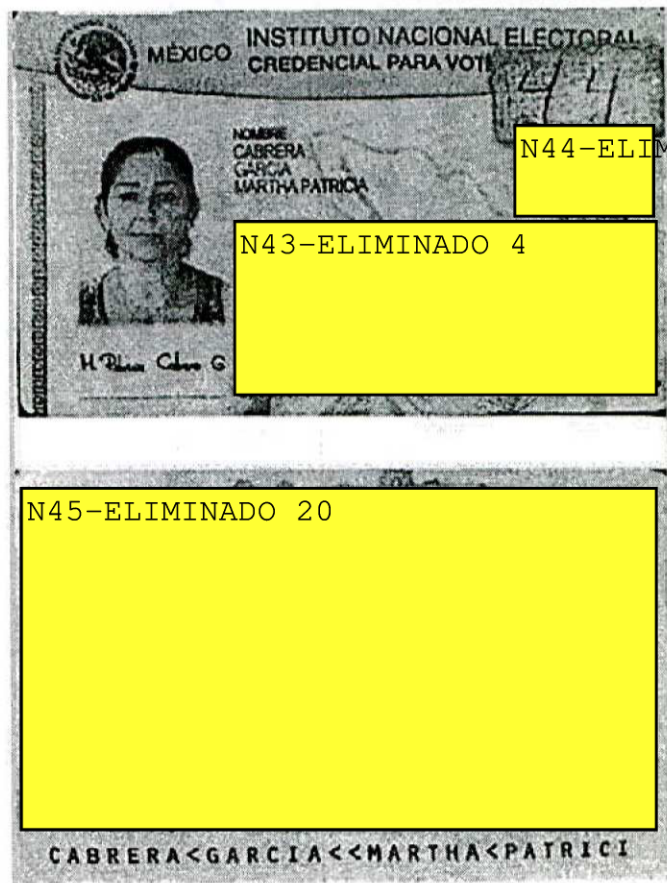 MÉXICO INSTITUTO NACIONAL ELECTORAL
CREDENCIAL PARA VOT
44
NOMBRE
CABRERA
GARCIA
MARTHA PATRICIA
N44-ELIM
N43-ELIMINADO 4
N45-ELIMINADO 20
CABRERA<GARCIA<<MARTHA<PATRICI